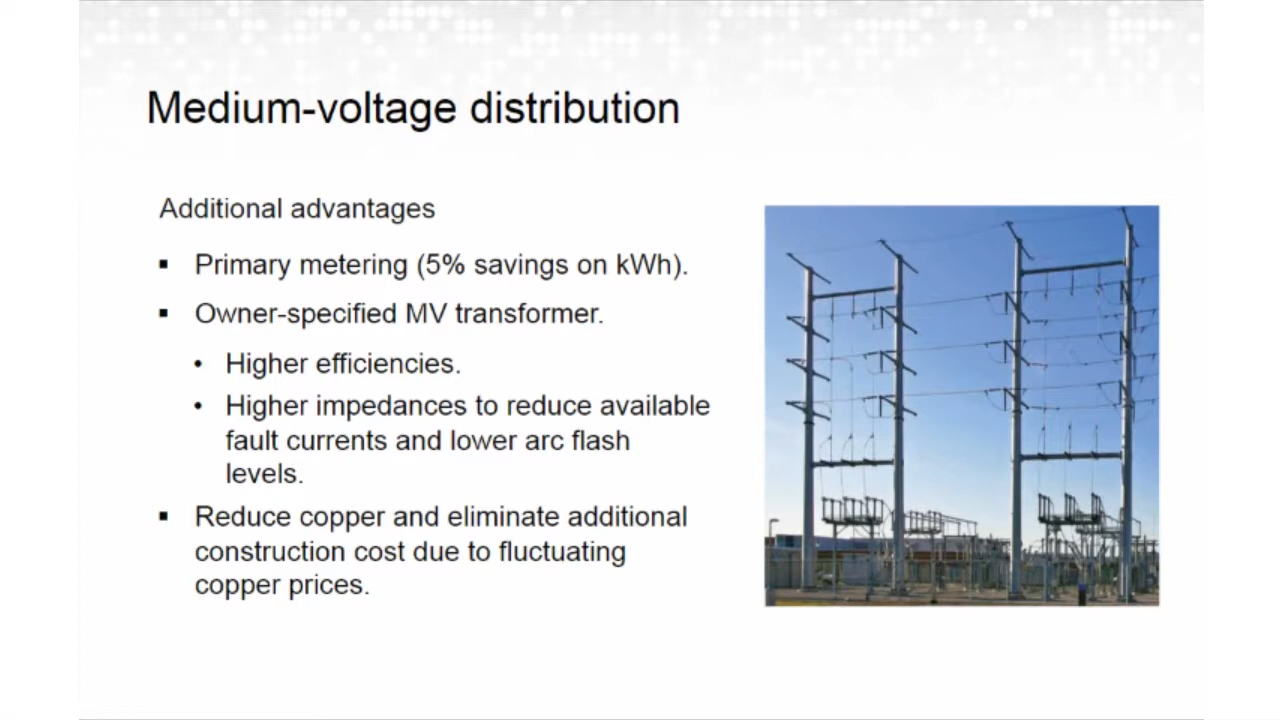 Medium-voltage distribution
Additional advantages
▪ Primary metering (5% savings on kWh).
▪ Owner-specified MV transformer.
• Higher efficiencies.
• Higher impedances to reduce available
fault currents and lower arc flash
levels.
▪ Reduce copper and eliminate additional
construction cost due to fluctuating
copper prices.